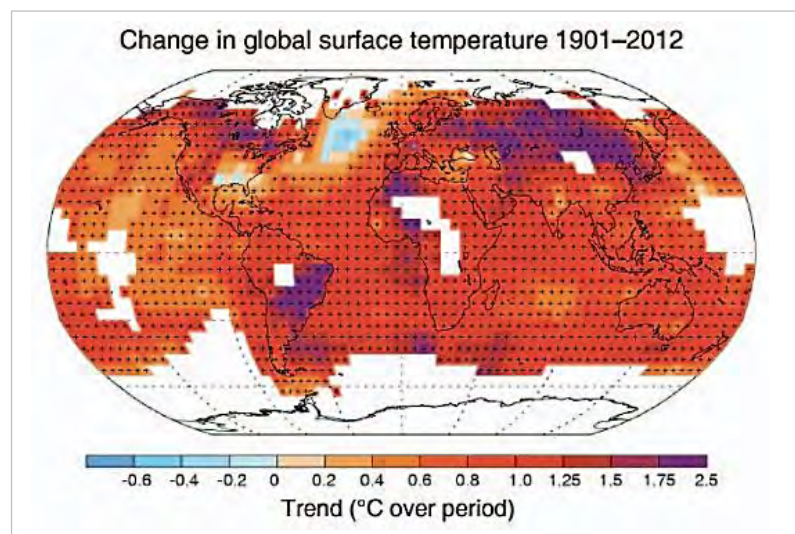 Change in global surface temperature 1901–2012
-0.6 -0.4 -0.2 0 0.2 0.4 0.6 0.8 1.0 1.25 1.5 1.75 2.5
Trend (°C over period)